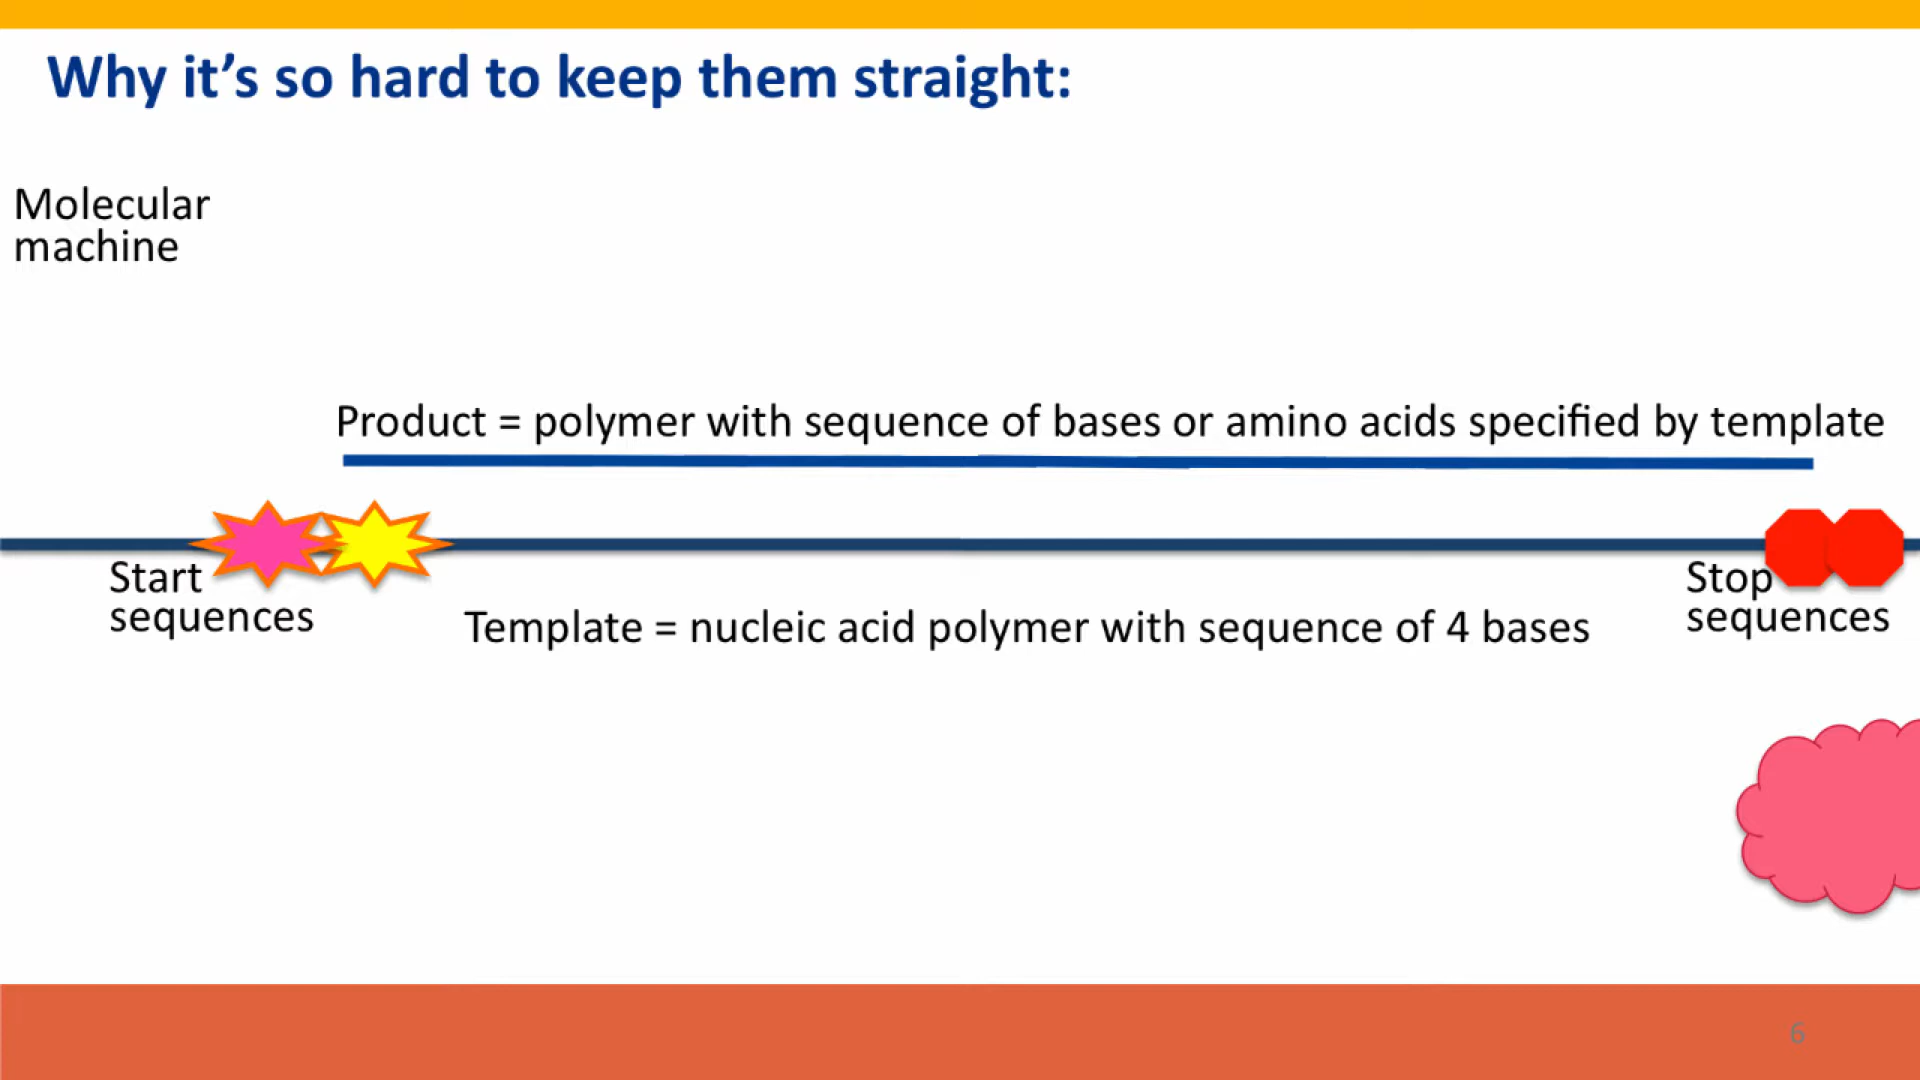 Why it’s so hard to keep them straight:
Molecular
machine
Product = polymer with sequence of bases or amino acids specified by template
Start
sequences
Stop
sequences
Template = nucleic acid polymer with sequence of 4 bases
6